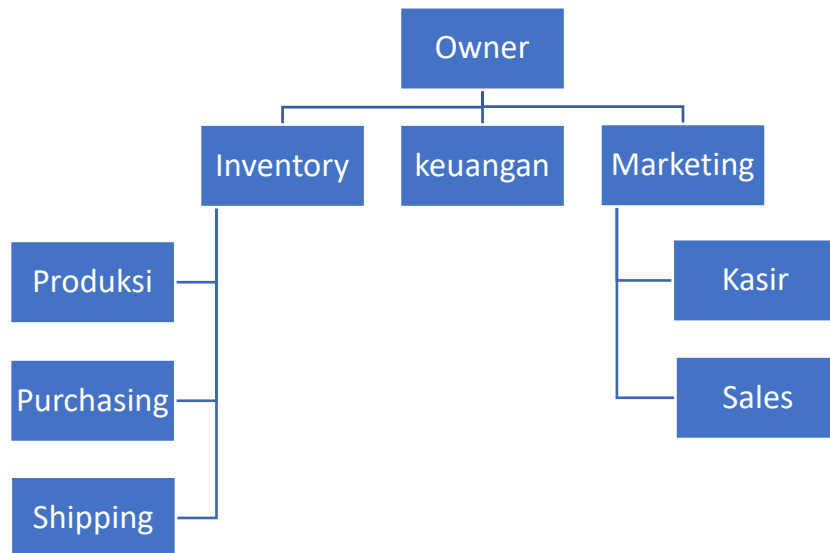 Owner
Inventory
keuangan
Marketing
Produksi
Kasir
Purchasing
Sales
Shipping